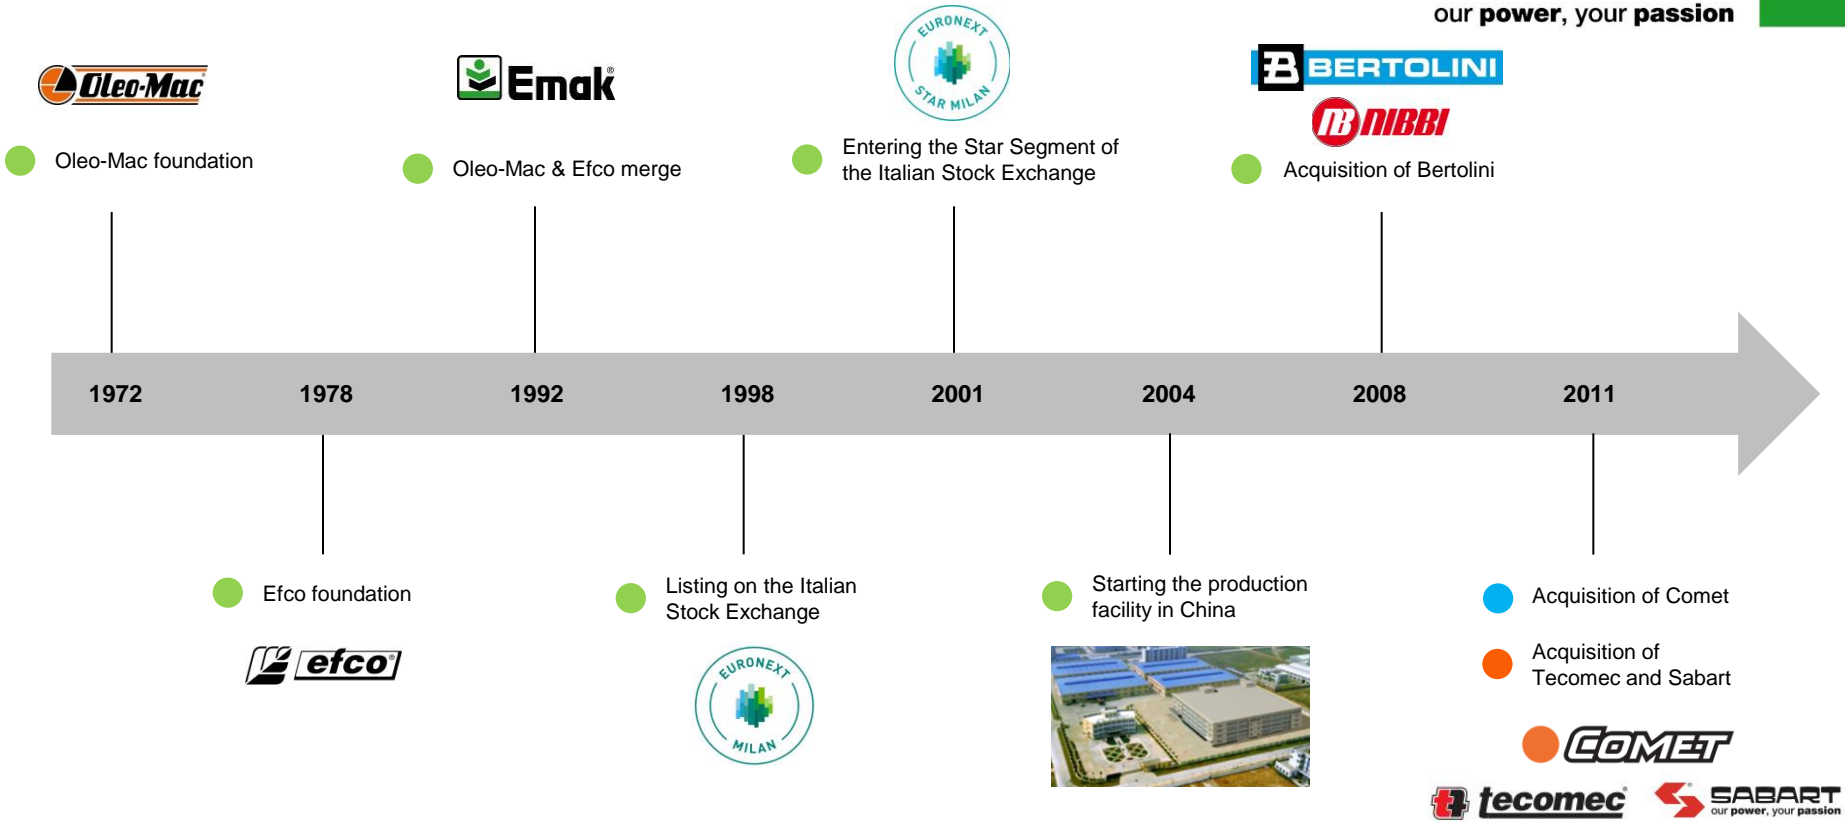 our power, your passion
Oleo-Mac
Emak®
EURONEXT
STAR MILAN
B BERTOLINI
NB NIBBI
Oleo-Mac foundation
Oleo-Mac & Efco merge
Entering the Star Segment of
the Italian Stock Exchange
Acquisition of Bertolini
1972 1978 1992 1998 2001 2004 2008 2011
Efco foundation
efco®
Listing on the Italian
Stock Exchange
EURONEXT
MILAN
Starting the production
facility in China
Acquisition of Comet
Acquisition of
Tecomec and Sabart
COMET
tecomec
SABART
our power, your passion